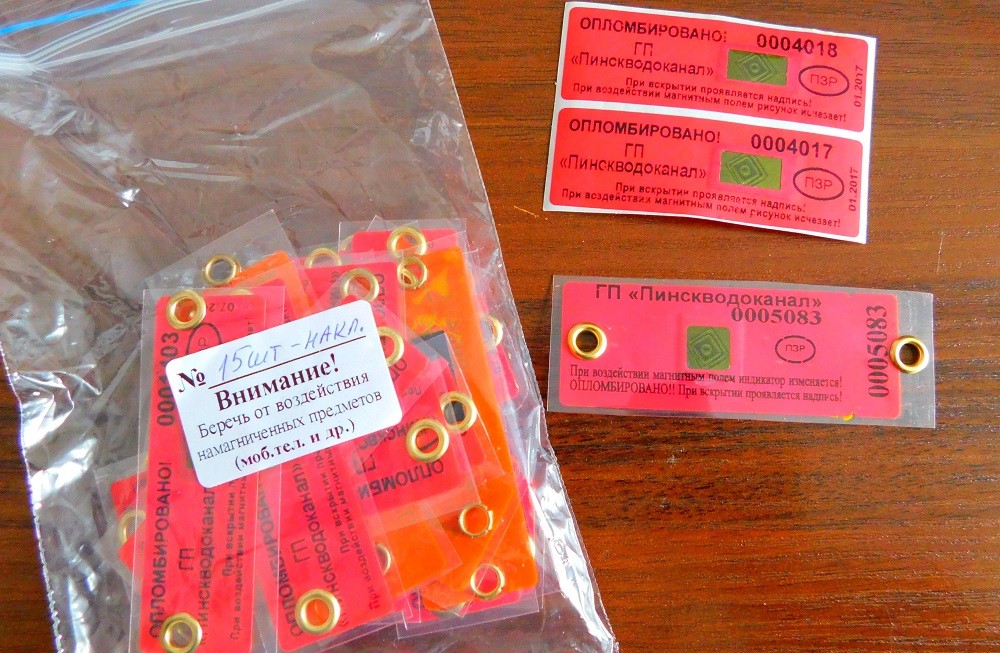 ОПЛОМБИРОВАНО!
0004018
ГП
«Пинскводоканал»
ПЗР
01.2017
При вскрытии проявляется надпись!
При воздействии магнитным полем рисунок исчезает!
ОПЛОМБИРОВАНО!
0004017
ГП
«Пинскводоканал»
ПЗР
01.2017
При вскрытии проявляется надпись!
При воздействии магнитным полем рисунок исчезает!
ГП «Пинскводоканал»
0005083
ПЗР
0005083
При воздействии магнитным полем индикатор изменяется!
ОПЛОМБИРОВАНО!! При вскрытии проявляется надпись!
№ 15шт-накл.
Внимание!
Беречь от воздействия
намагниченных предметов
(моб.тел. и др.)
ОПЛОМБИРОВАНО!
ГП
Пинскводоканал
При вскрытии
ГП
ОПЛОМБИ